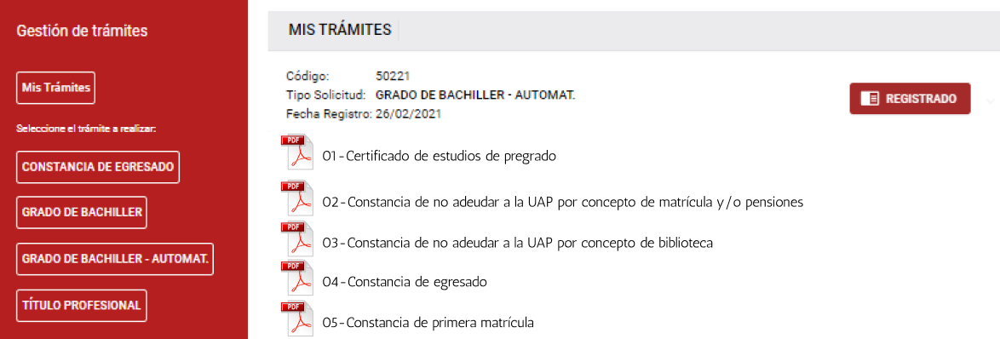 Gestión de trámites
Mis Trámites
Seleccione el trámite a realizar:
CONSTANCIA DE EGRESADO
GRADO DE BACHILLER
GRADO DE BACHILLER - AUTOMAT.
TÍTULO PROFESIONAL
MIS TRÁMITES
Código: 50221
Tipo Solicitud: GRADO DE BACHILLER - AUTOMAT.
Fecha Registro: 26/02/2021
REGISTRADO
PDF 01-Certificado de estudios de pregrado
PDF 02-Constancia de no adeudar a la UAP por concepto de matrícula y/o pensiones
PDF 03-Constancia de no adeudar a la UAP por concepto de biblioteca
PDF 04-Constancia de egresado
PDF 05-Constancia de primera matrícula